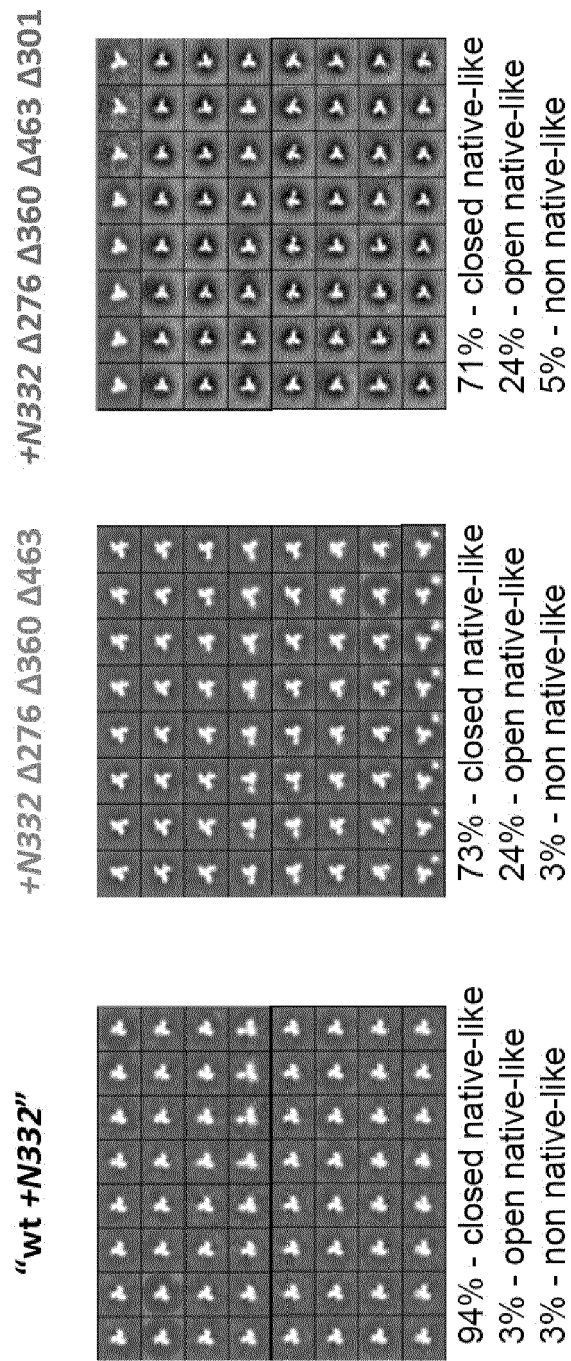 "wt +N332"
94% - closed native-like
3% - open native-like
3% - non native-like
+N332 Δ276 Δ360 Δ463
73% - closed native-like
24% - open native-like
3% - non native-like
+N332 Δ276 Δ360 Δ463 Δ301
71% - closed native-like
24% - open native-like
5% - non native-like